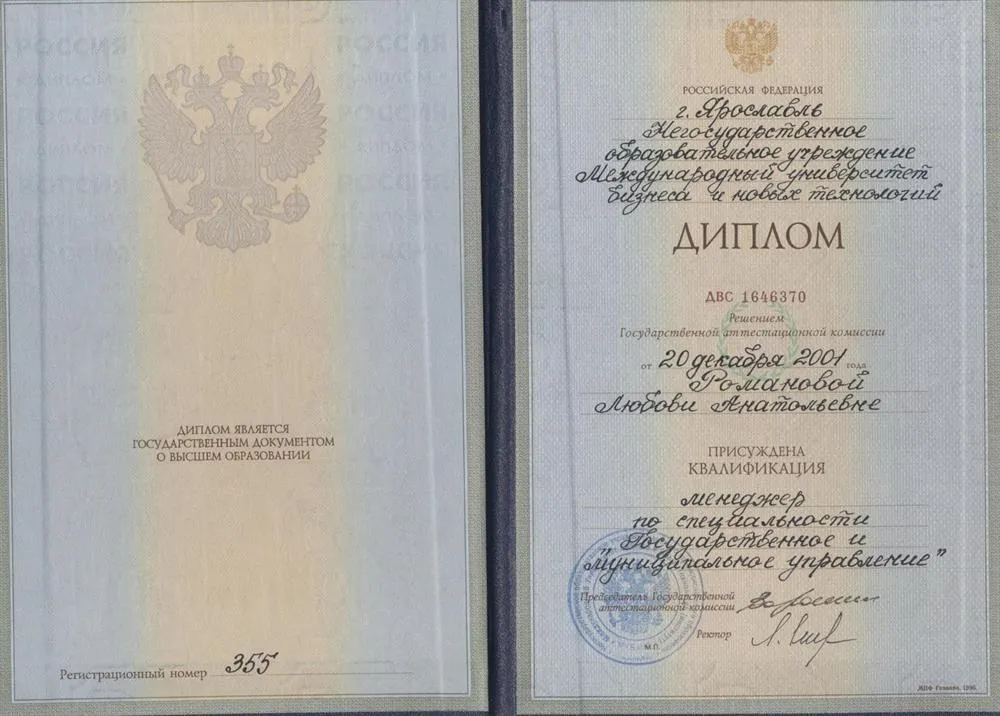 ДИПЛОМ ЯВЛЯЕТСЯ
ГОСУДАРСТВЕННЫМ ДОКУМЕНТОМ
О ВЫСШЕМ ОБРАЗОВАНИИ
Регистрационный номер 355
РОССИЙСКАЯ ФЕДЕРАЦИЯ
г. Ярославль
Негосударственное
образовательное учреждение
Международный университет
бизнеса и новых технологий
ДИПЛОМ
ДВС 1646370
Решением
Государственной аттестационной комиссии
от 20 декабря 2001 года
Романовой
Любови Анатольевне
ПРИСУЖДЕНА
КВАЛИФИКАЦИЯ
менеджер
по специальности
"Государственное и
муниципальное управление"
Председатель Государственной
аттестационной комиссии
Ректор
М.П.